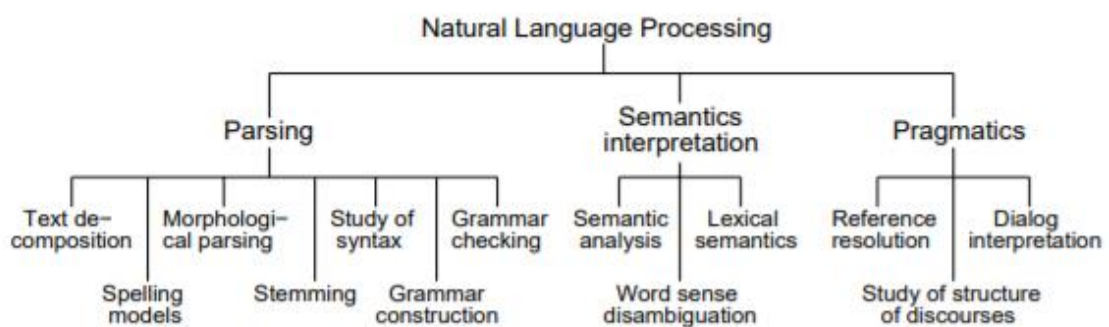 Natural Language Processing
Parsing
Semantics
interpretation
Pragmatics
Text de–
composition
Spelling
models
Morphologi–
cal parsing
Stemming
Study of
syntax
Grammar
construction
Grammar
checking
Semantic
analysis
Word sense
disambiguation
Lexical
semantics
Reference
resolution
Study of structure
of discourses
Dialog
interpretation